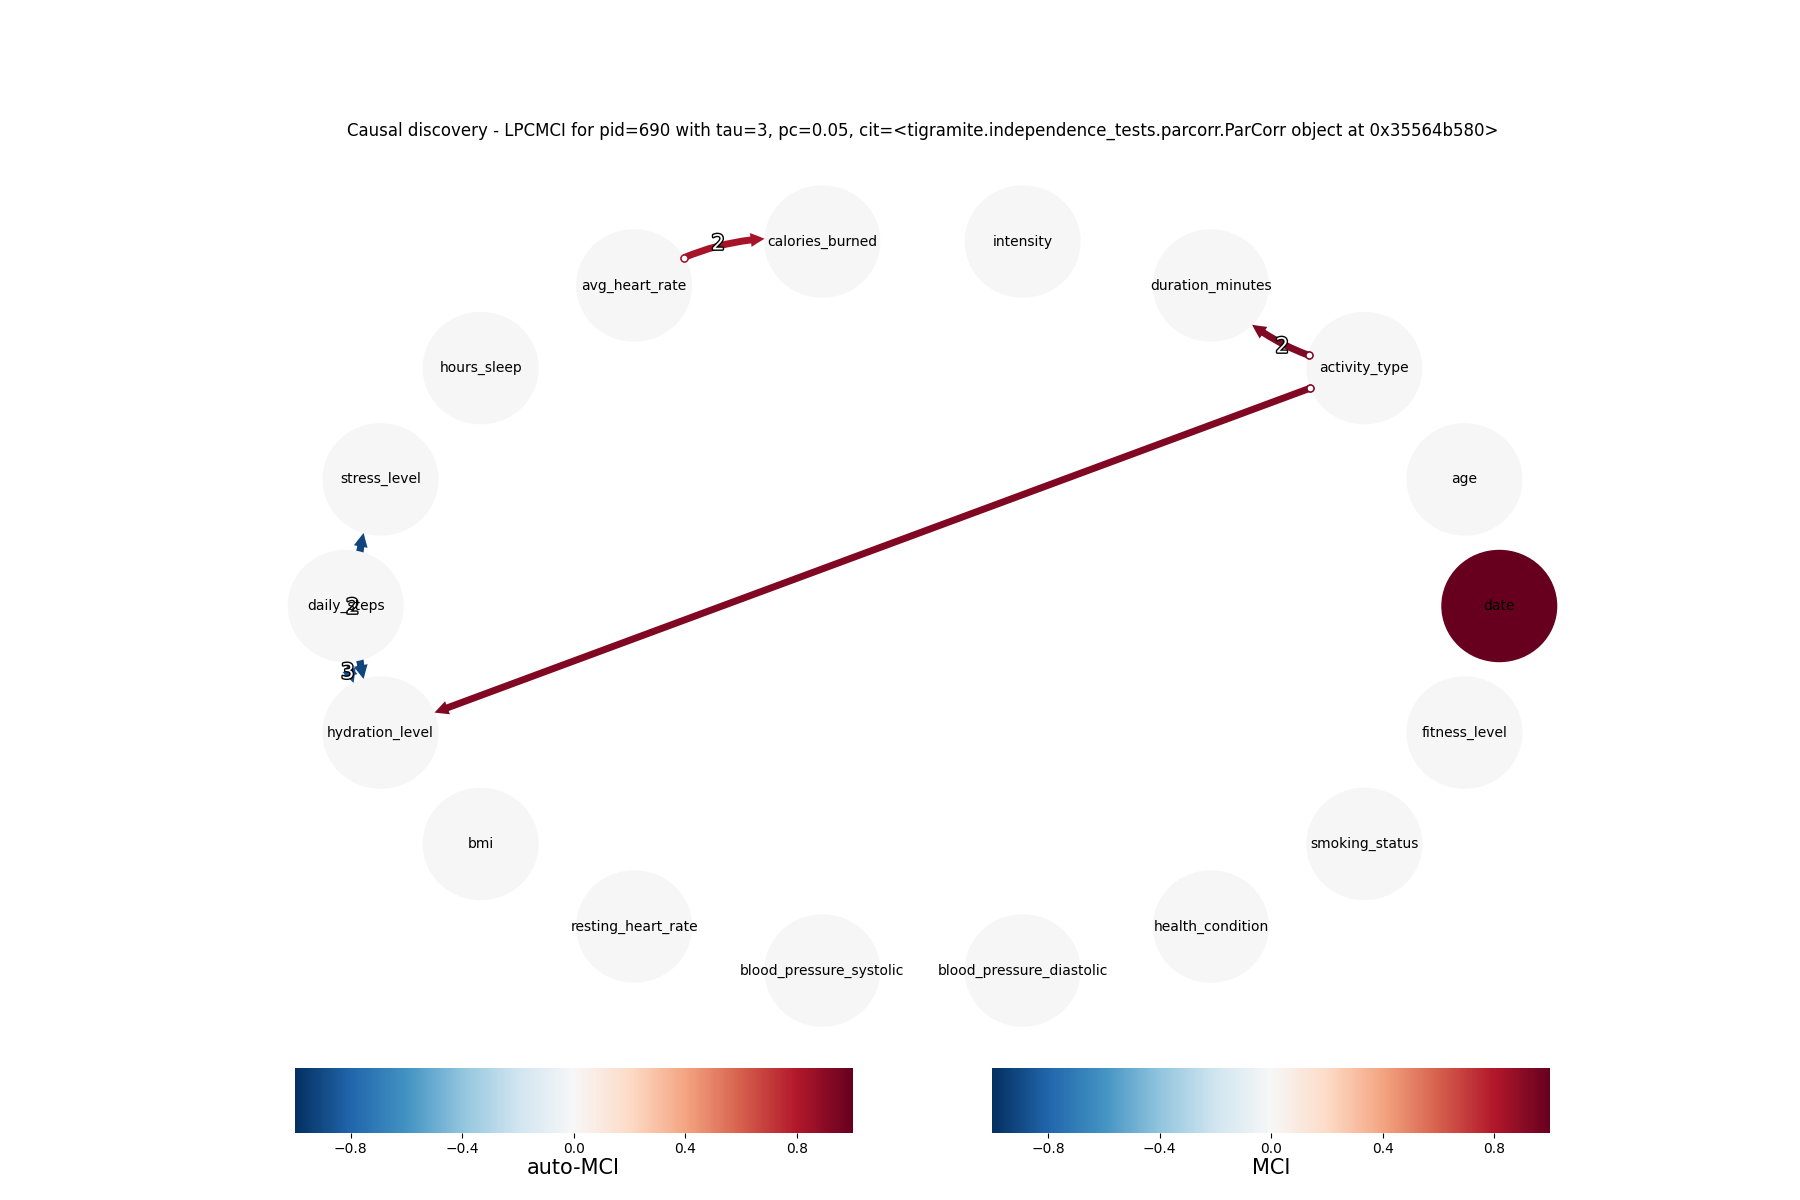 Causal discovery - LPCMCI for pid=690 with tau=3, pc=0.05, cit=<tigramite.independence_tests.parcorr.ParCorr object at 0x35564b580>
calories_burned
intensity
2
avg_heart_rate
duration_minutes
2
hours_sleep
activity_type
stress_level
age
daily_steps
2
date
3
hydration_level
fitness_level
bmi
smoking_status
resting_heart_rate
health_condition
blood_pressure_systolic
blood_pressure_diastolic
−0.8 −0.4 0.0 0.4 0.8
auto-MCI
−0.8 −0.4 0.0 0.4 0.8
MCI